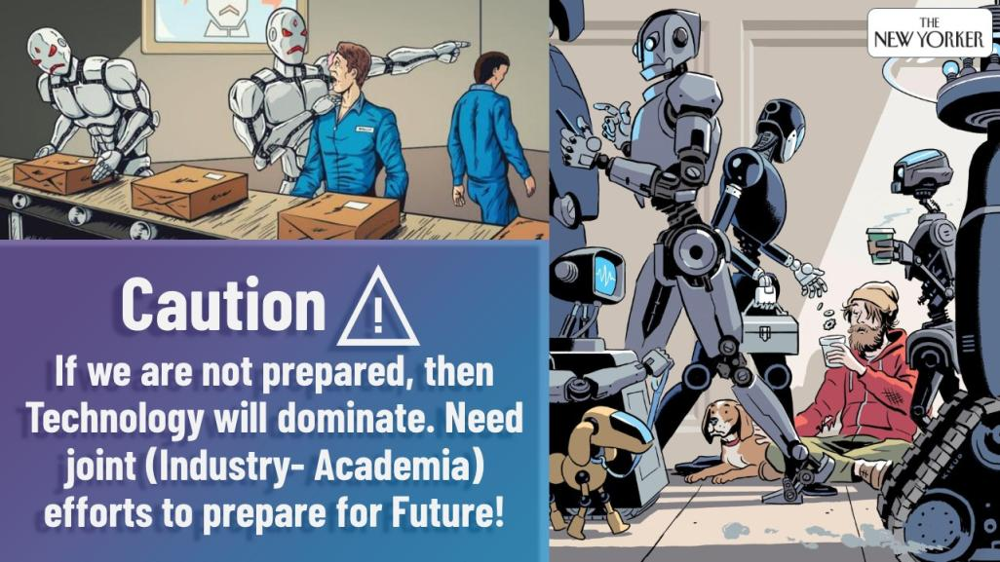 THE
NEW YORKER
Caution
If we are not prepared, then
Technology will dominate. Need
joint (Industry- Academia)
efforts to prepare for Future!